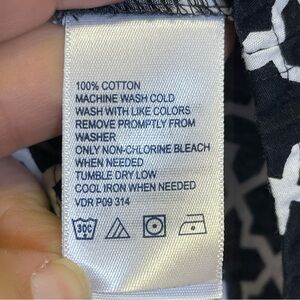 100% COTTON
MACHINE WASH COLD
WASH WITH LIKE COLORS
REMOVE PROMPTLY FROM
WASHER
ONLY NON-CHLORINE BLEACH
WHEN NEEDED
TUMBLE DRY LOW
COOL IRON WHEN NEEDED
VDR P09 314
30C